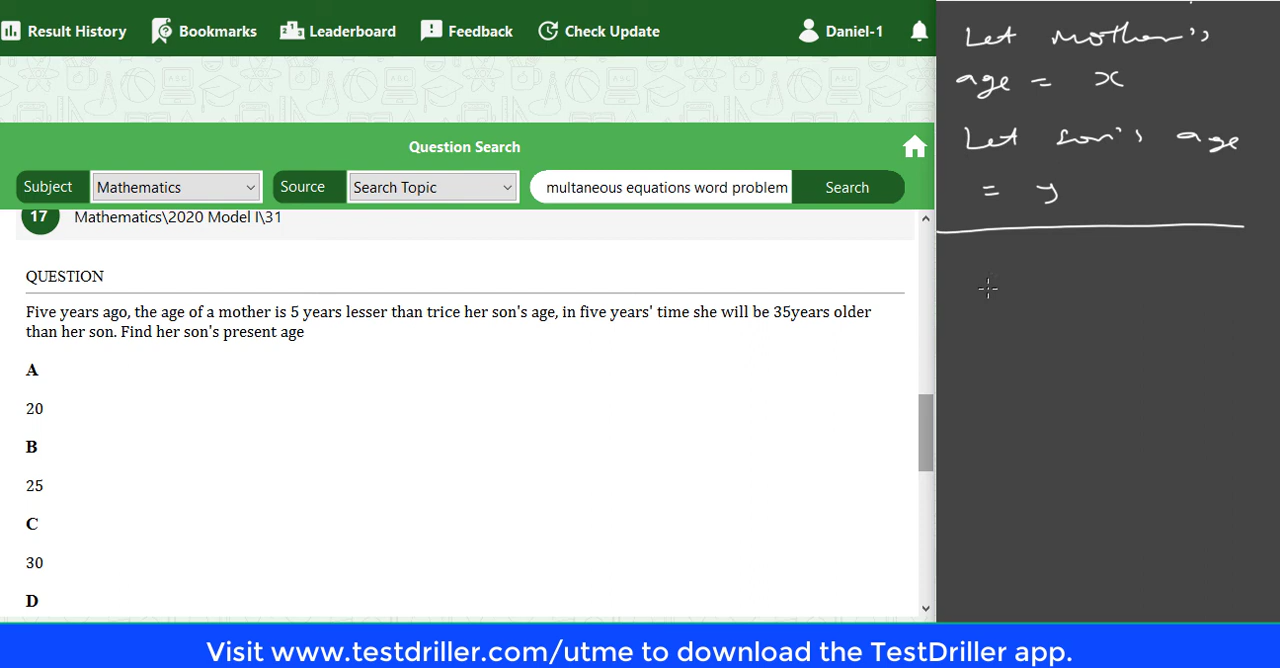 Result History Bookmarks Leaderboard Feedback Check Update Daniel-1
Question Search
Subject Mathematics Source Search Topic multaneous equations word problem Search
17 Mathematics\2020 Model I\31
QUESTION
Five years ago, the age of a mother is 5 years lesser than trice her son's age, in five years' time she will be 35years older
than her son. Find her son's present age
A
20
B
25
C
30
D
Let Mother's
age = x
Let son's age
= y
Visit www.testdriller.com/utme to download the TestDriller app.